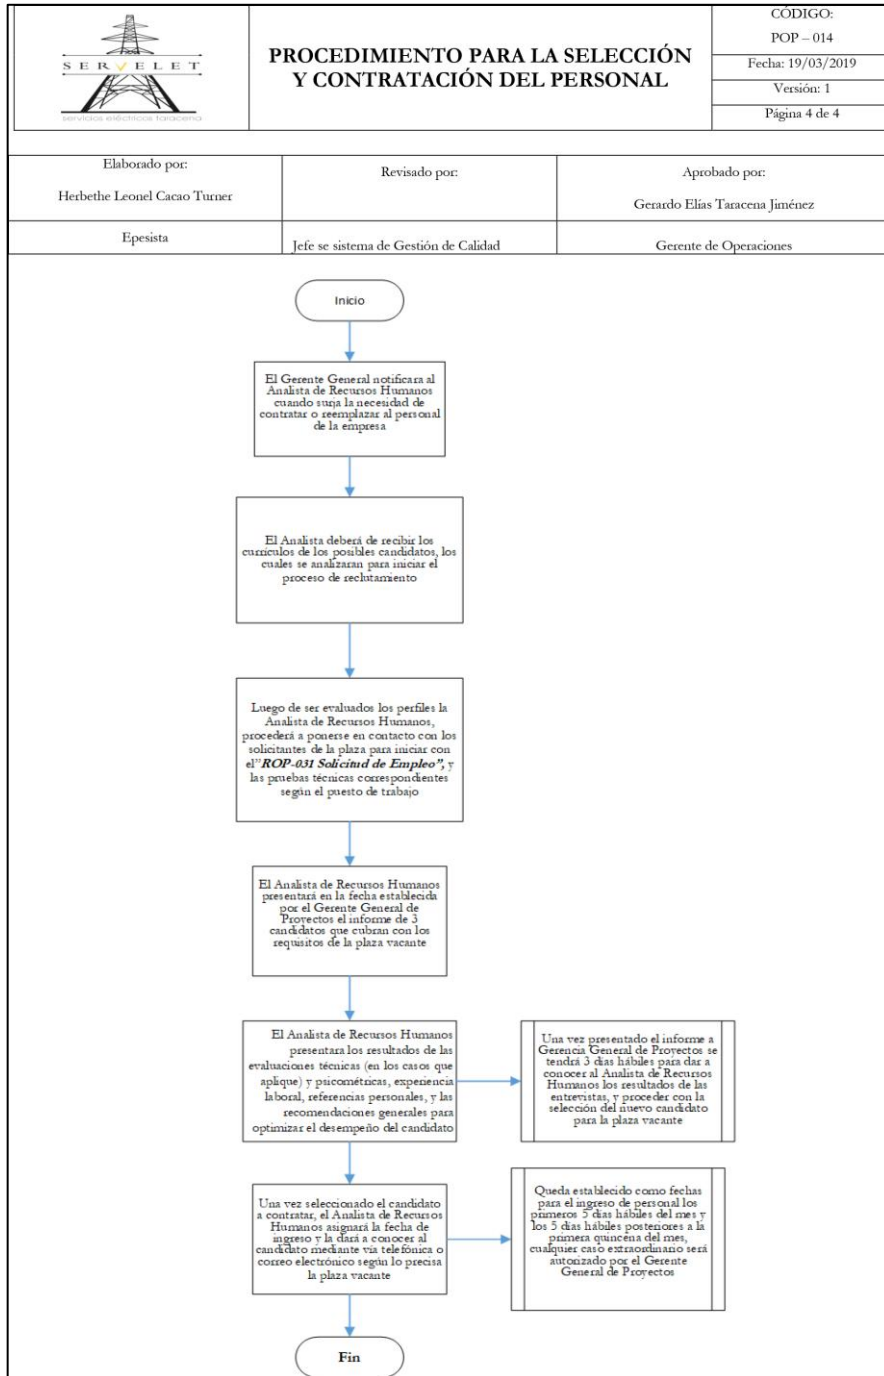 SERVELET
servicios eléctricos taracena
PROCEDIMIENTO PARA LA SELECCIÓN
Y CONTRATACIÓN DEL PERSONAL
CÓDIGO:
POP – 014
Fecha: 19/03/2019
Versión: 1
Página 4 de 4
Elaborado por:
Herbethe Leonel Cacao Turner
Revisado por:
Aprobado por:
Gerardo Elías Taracena Jiménez
Epesista
Jefe se sistema de Gestión de Calidad
Gerente de Operaciones
Inicio
El Gerente General notificara al
Analista de Recursos Humanos
cuando surja la necesidad de
contratar o reemplazar al personal
de la empresa
El Analista deberá de recibir los
currículos de los posibles candidatos, los
cuales se analizaran para iniciar el
proceso de reclutamiento
Luego de ser evaluados los perfiles la
Analista de Recursos Humanos,
procederá a ponerse en contacto con los
solicitantes de la plaza para iniciar con
el"ROP-031 Solicitud de Empleo", y
las pruebas técnicas correspondientes
según el puesto de trabajo
El Analista de Recursos Humanos
presentará en la fecha establecida
por el Gerente General de
Proyectos el informe de 3
candidatos que cubran con los
requisitos de la plaza vacante
El Analista de Recursos Humanos
presentara los resultados de las
evaluaciones técnicas (en los casos que
aplique) y psicométricas, experiencia
laboral, referencias personales, y las
recomendaciones generales para
optimizar el desempeño del candidato
Una vez presentado el informe a
Gerencia General de Proyectos se
tendrá 3 días hábiles para dar a
conocer al Analista de Recursos
Humanos los resultados de las
entrevistas, y proceder con la
selección del nuevo candidato
para la plaza vacante
Una vez seleccionado el candidato
a contratar, el Analista de Recursos
Humanos asignará la fecha de
ingreso y la dará a conocer al
candidato mediante vía telefónica o
correo electrónico según lo precisa
la plaza vacante
Queda establecido como fechas
para el ingreso de personal los
primeros 5 días hábiles del mes y
los 5 días hábiles posteriores a la
primera quincena del mes,
cualquier caso extraordinario será
autorizado por el Gerente
General de Proyectos
Fin